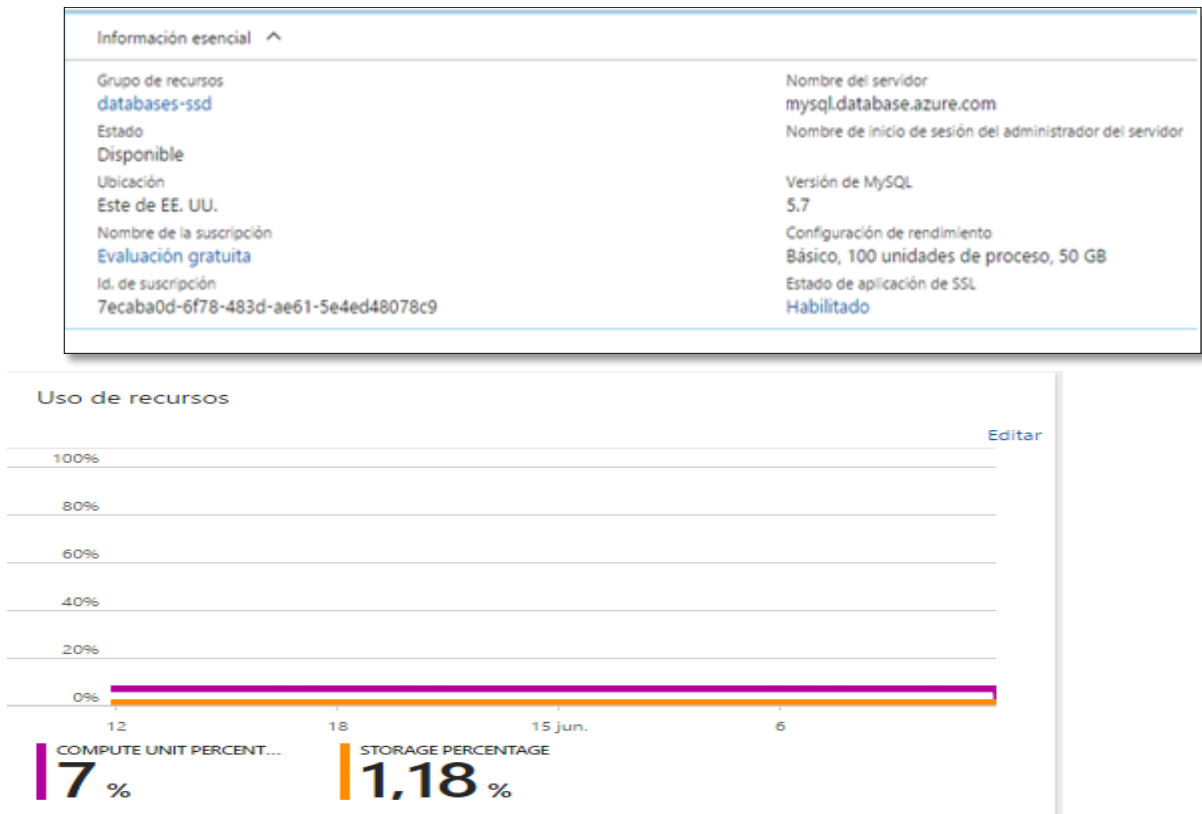 Información esencial
Grupo de recursos
databases-ssd
Estado
Disponible
Ubicación
Este de EE. UU.
Nombre de la suscripción
Evaluación gratuita
Id. de suscripción
7ecaba0d-6f78-483d-ae61-5e4ed48078c9
Nombre del servidor
mysql.database.azure.com
Nombre de inicio de sesión del administrador del servidor
Versión de MySQL
5.7
Configuración de rendimiento
Básico, 100 unidades de proceso, 50 GB
Estado de aplicación de SSL
Habilitado
Uso de recursos
Editar
100%
80%
60%
40%
20%
0%
12 18 15 jun. 6
COMPUTE UNIT PERCENT...
7 %
STORAGE PERCENTAGE
1,18 %